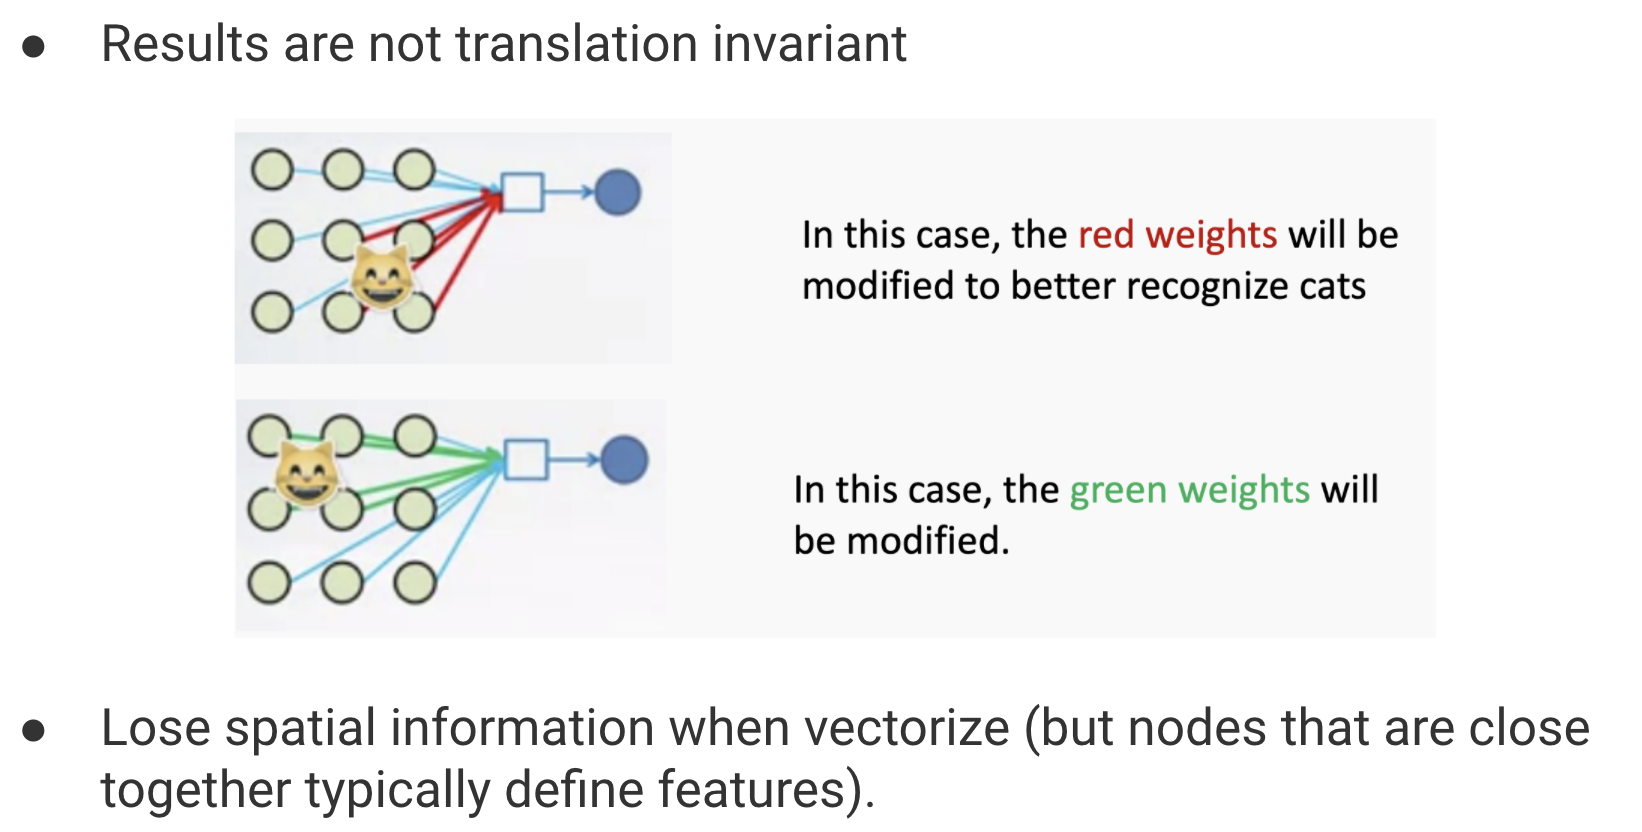 ● Results are not translation invariant
In this case, the red weights will be
modified to better recognize cats
In this case, the green weights will
be modified.
● Lose spatial information when vectorize (but nodes that are close
together typically define features).